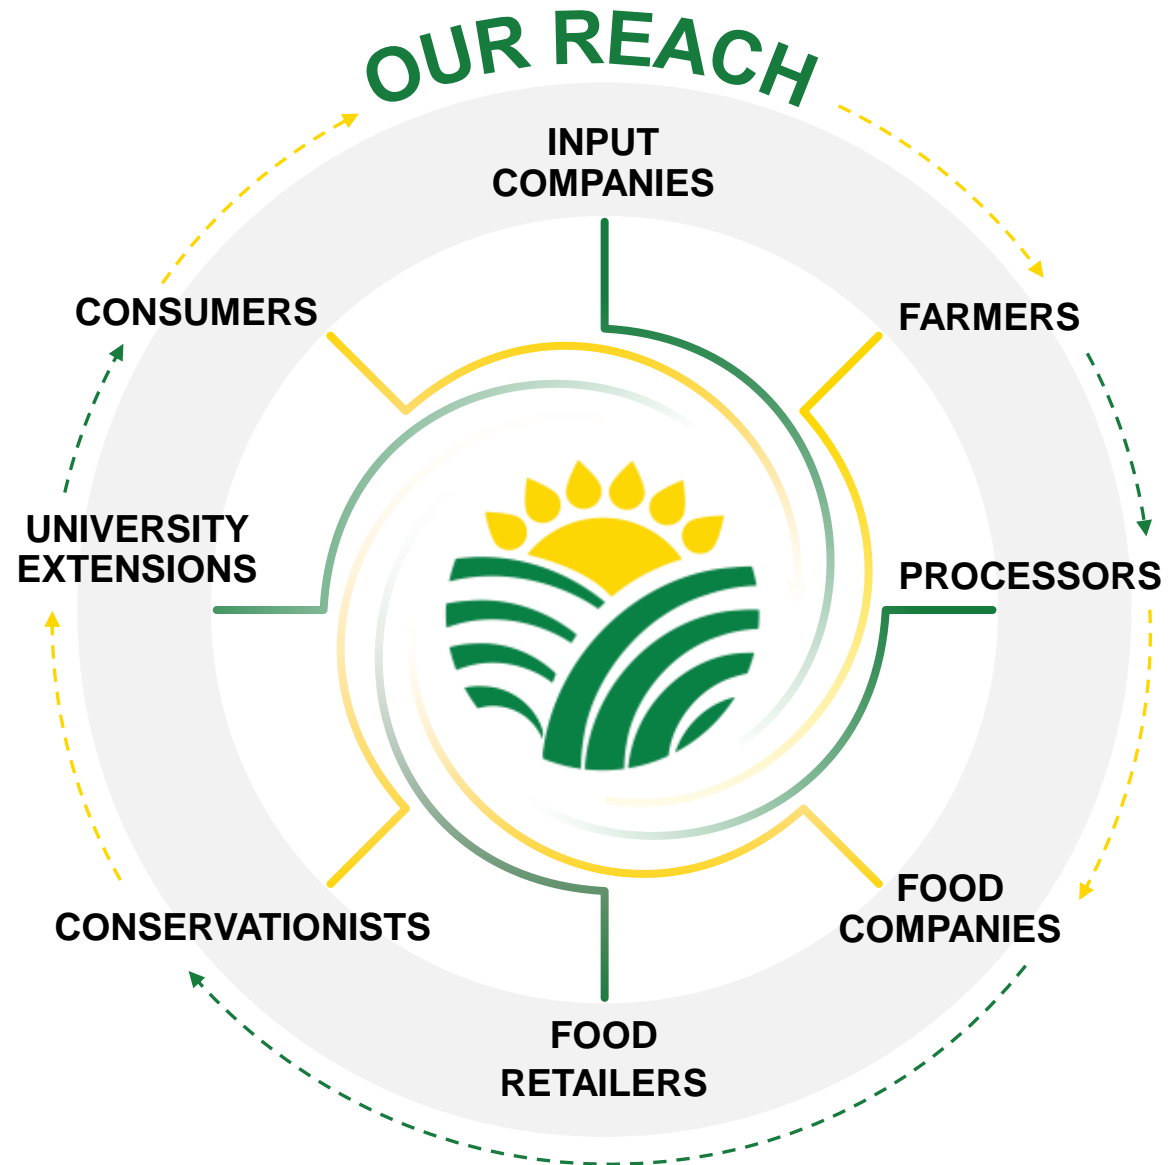 OUR REACH
INPUT
COMPANIES
FARMERS
PROCESSORS
FOOD
COMPANIES
FOOD
RETAILERS
CONSERVATIONISTS
UNIVERSITY
EXTENSIONS
CONSUMERS